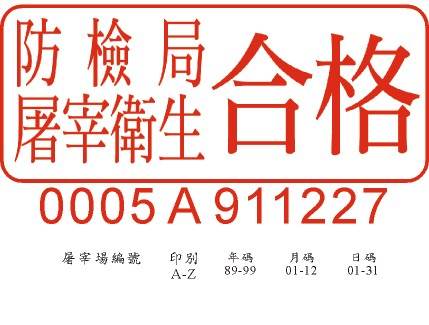 防檢局
屠宰衛生
合格
0005 A 911227
屠宰場編號 印別 年碼 月碼 日碼
A-Z 89-99 01-12 01-31